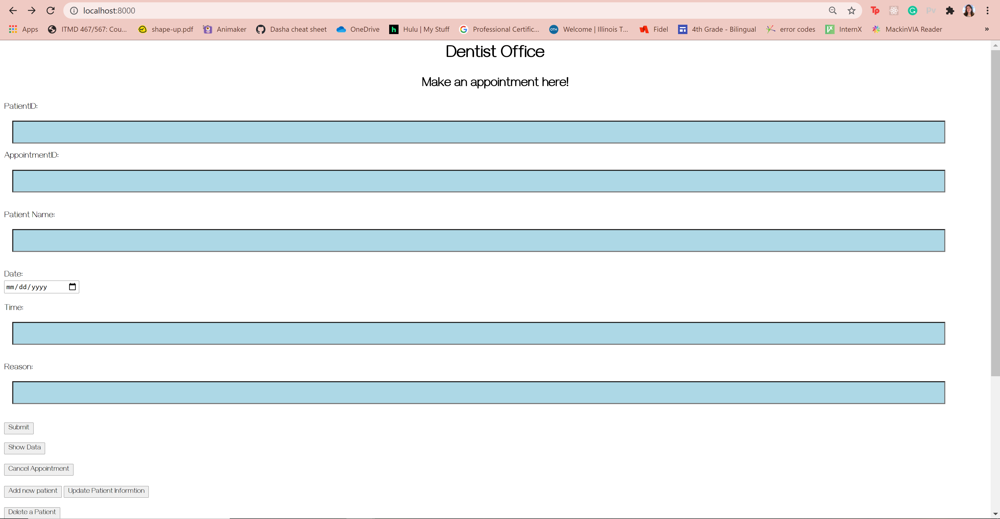 localhost:8000
Tp
PV
Apps ITMD 467/567: Cou... shape-up.pdf Animaker Dasha cheat sheet OneDrive h Hulu | My Stuff G Professional Certific... OTH Welcome | Illinois T... Fidel 4th Grade - Bilingual error codes InternX MackinVIA Reader »
Dentist Office
Make an appointment here!
PatientID:
AppointmentID:
Patient Name:
Date:
mm/dd/yyyy
Time:
Reason:
Submit
Show Data
Cancel Appointment
Add new patient Update Patient Informtion
Delete a Patient